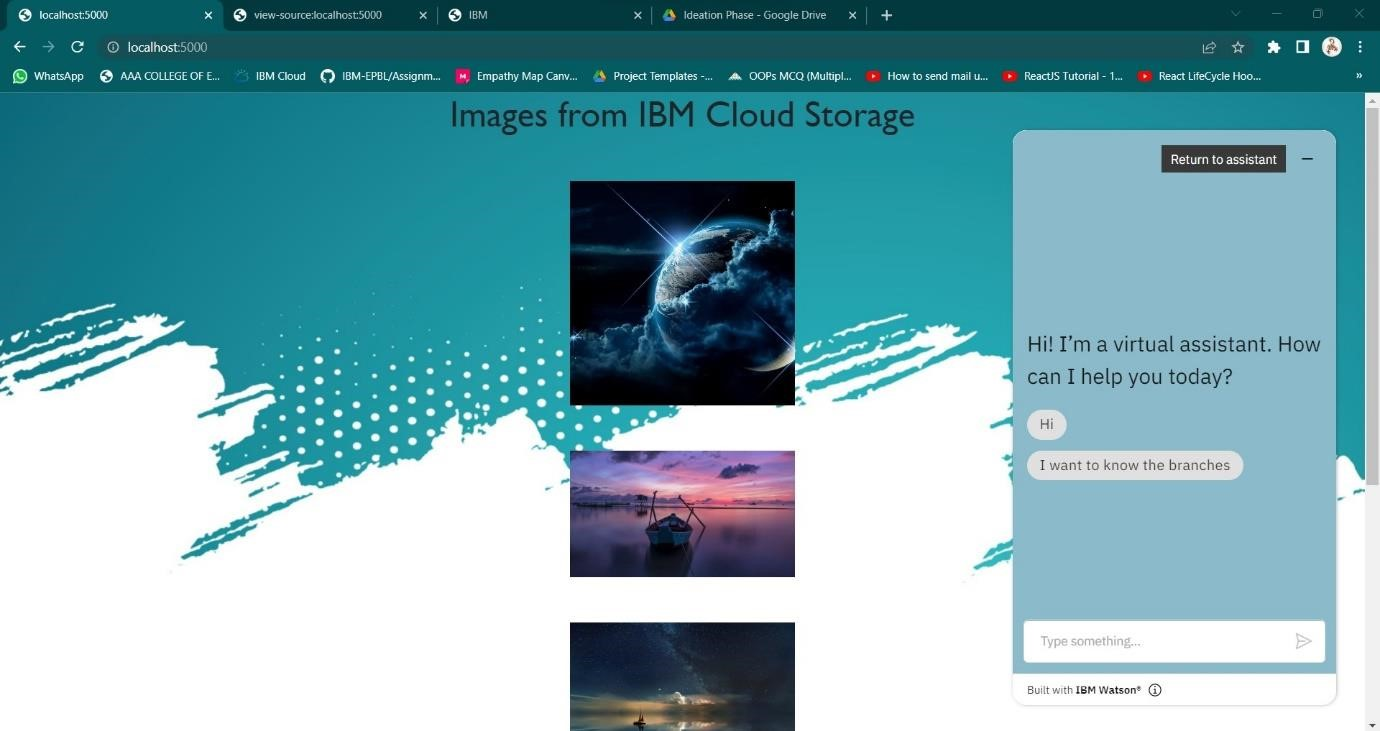 localhost:5000
view-source:localhost:5000
IBM
Ideation Phase - Google Drive
localhost:5000
WhatsApp
AAA COLLEGE OF E...
IBM Cloud
IBM-EPBL/Assignm...
Empathy Map Canv...
Project Templates -...
OOPs MCQ (Multipl...
How to send mail u...
ReactJS Tutorial - 1...
React LifeCycle Hoo...
»
Images from IBM Cloud Storage
Return to assistant
Hi! I’m a virtual assistant. How
can I help you today?
Hi
I want to know the branches
Type something...
Built with IBM Watson®